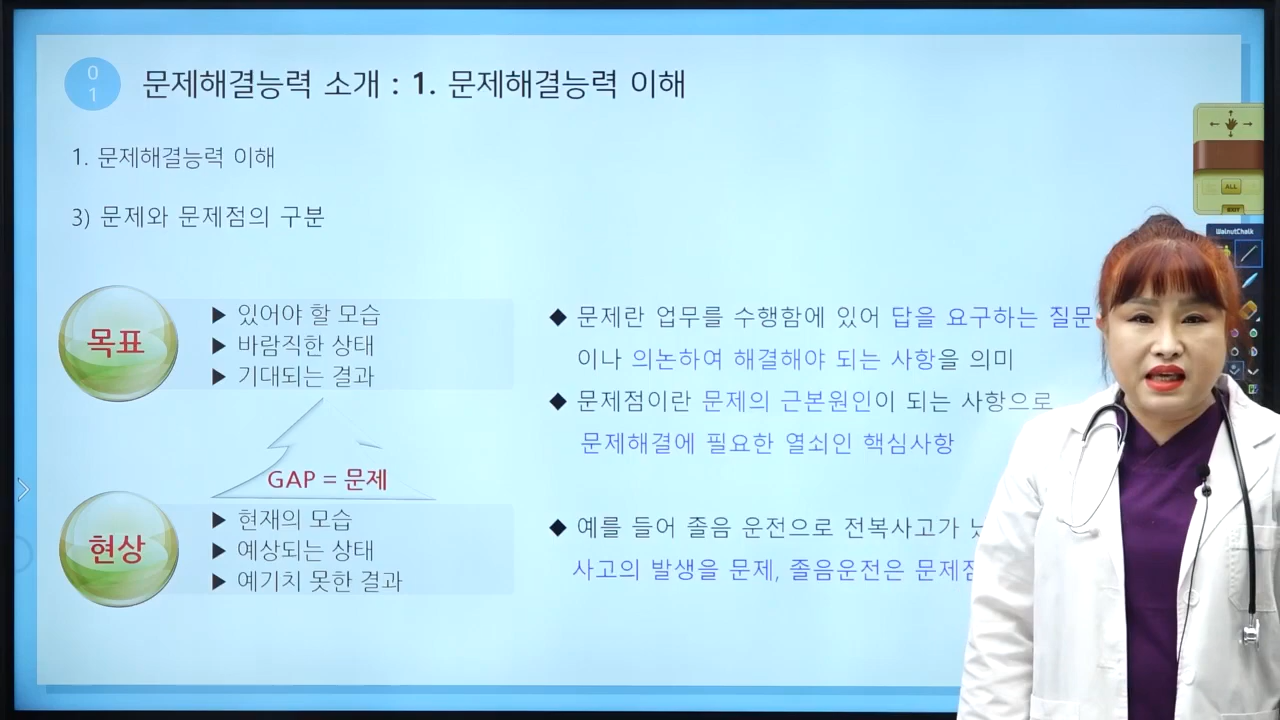 0
1
문제해결능력 소개 : 1. 문제해결능력 이해
1. 문제해결능력 이해
3) 문제와 문제점의 구분
목표
▶ 있어야 할 모습
▶ 바람직한 상태
▶ 기대되는 결과
GAP = 문제
현상
▶ 현재의 모습
▶ 예상되는 상태
▶ 예기치 못한 결과
◆ 문제란 업무를 수행함에 있어 답을 요구하는 질문
이나 의논하여 해결해야 되는 사항을 의미
◆ 문제점이란 문제의 근본원인이 되는 사항으로
문제해결에 필요한 열쇠인 핵심사항
◆ 예를 들어 졸음 운전으로 전복사고가
사고의 발생을 문제, 졸음운전은 문제점
ALL
EXIT
WalnutChalk